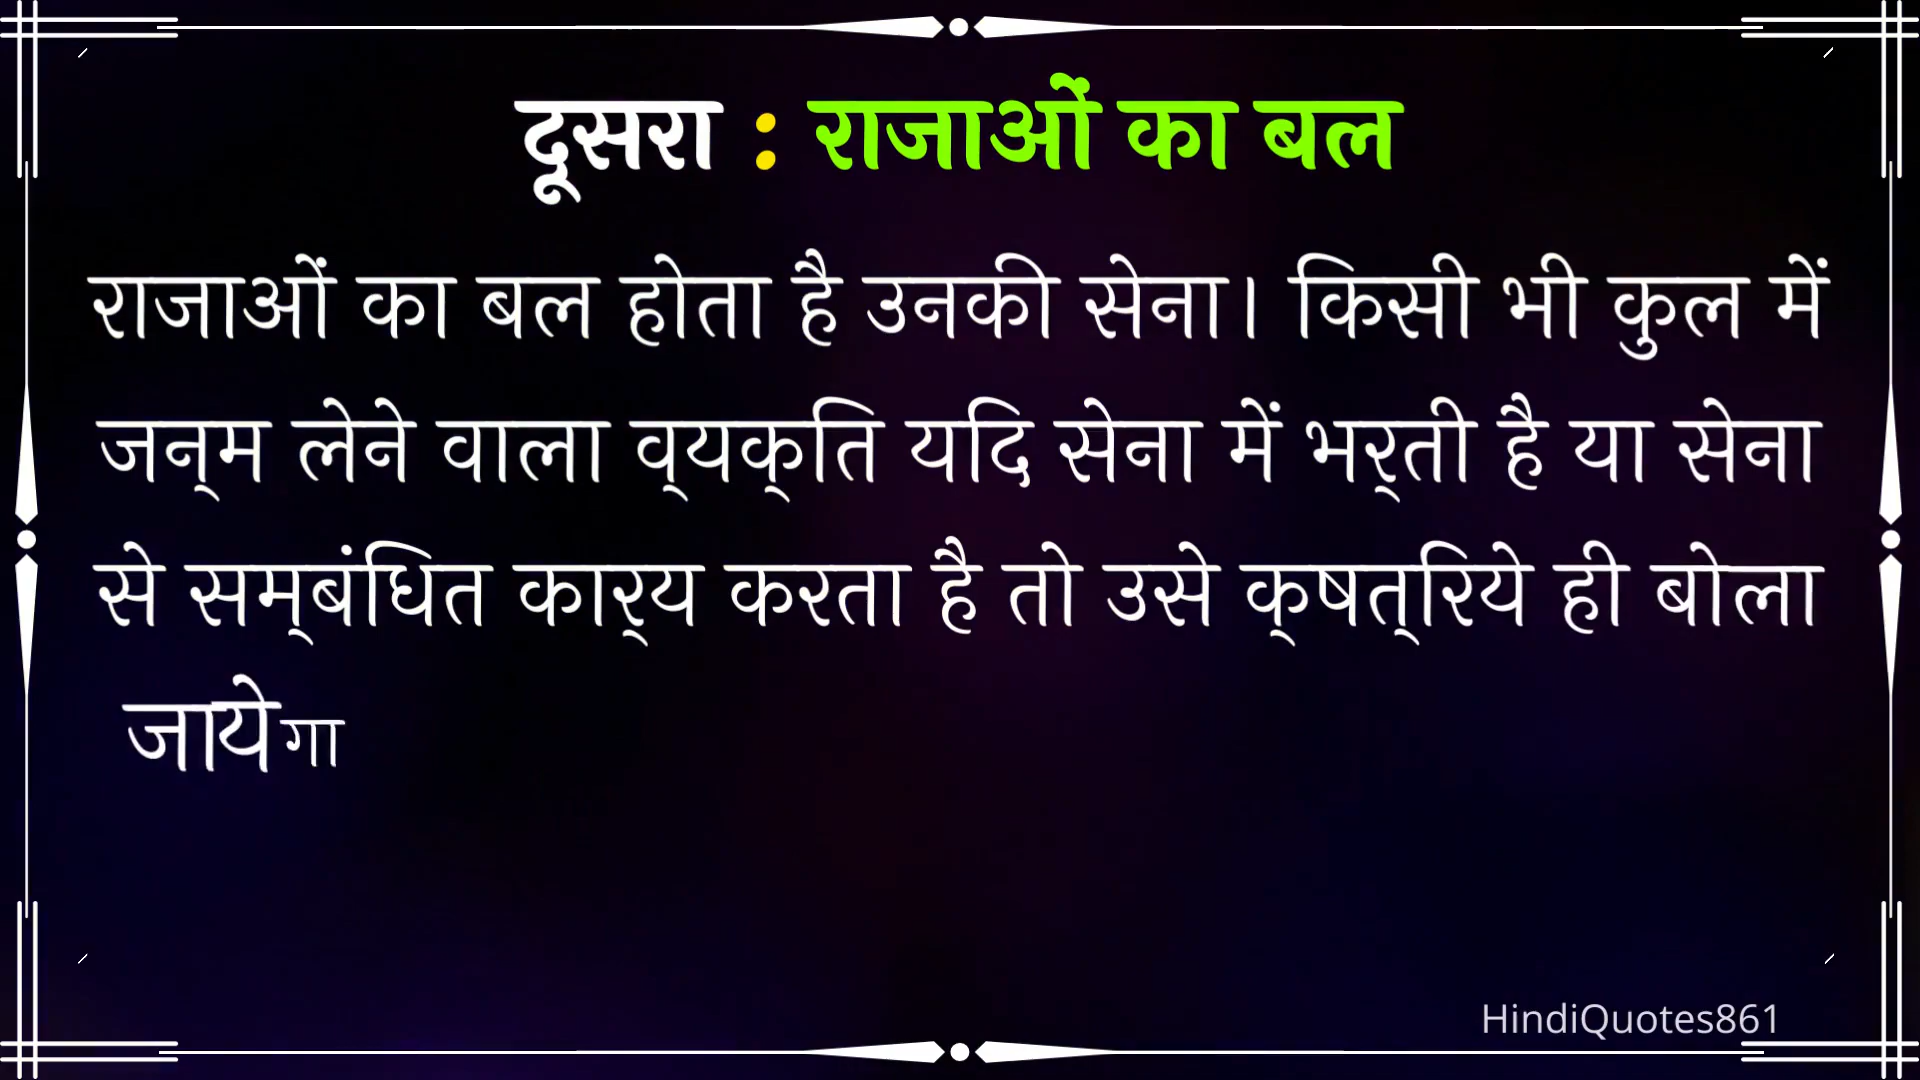 दूसरा : राजाओं का बल
राजाओं का बल होता है उनकी सेना। किसी भी कुल में
जन्‌म लेने वाला व्‌यक्‌ति यदि सेना में भर्‌ती है या सेना
से सम्‌बंधित कार्‌य करता है तो उसे क्‌षत्‌रिये ही बोला
जायेगा
HindiQuotes861